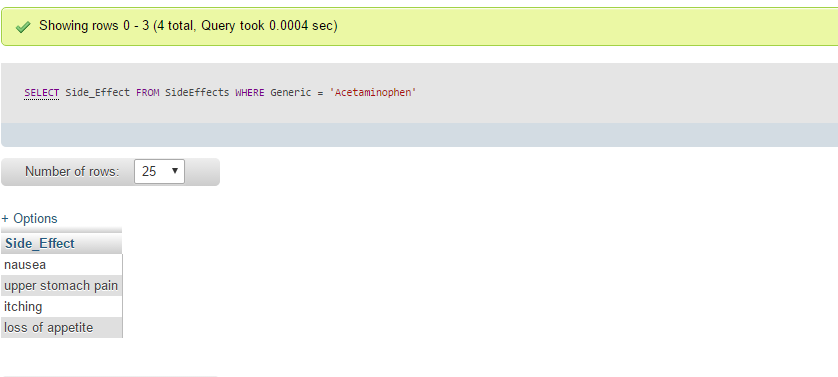 Showing rows 0 - 3 (4 total, Query took 0.0004 sec)
SELECT Side_Effect FROM SideEffects WHERE Generic = 'Acetaminophen'
Number of rows: 25
+ Options
Side_Effect
nausea
upper stomach pain
itching
loss of appetite